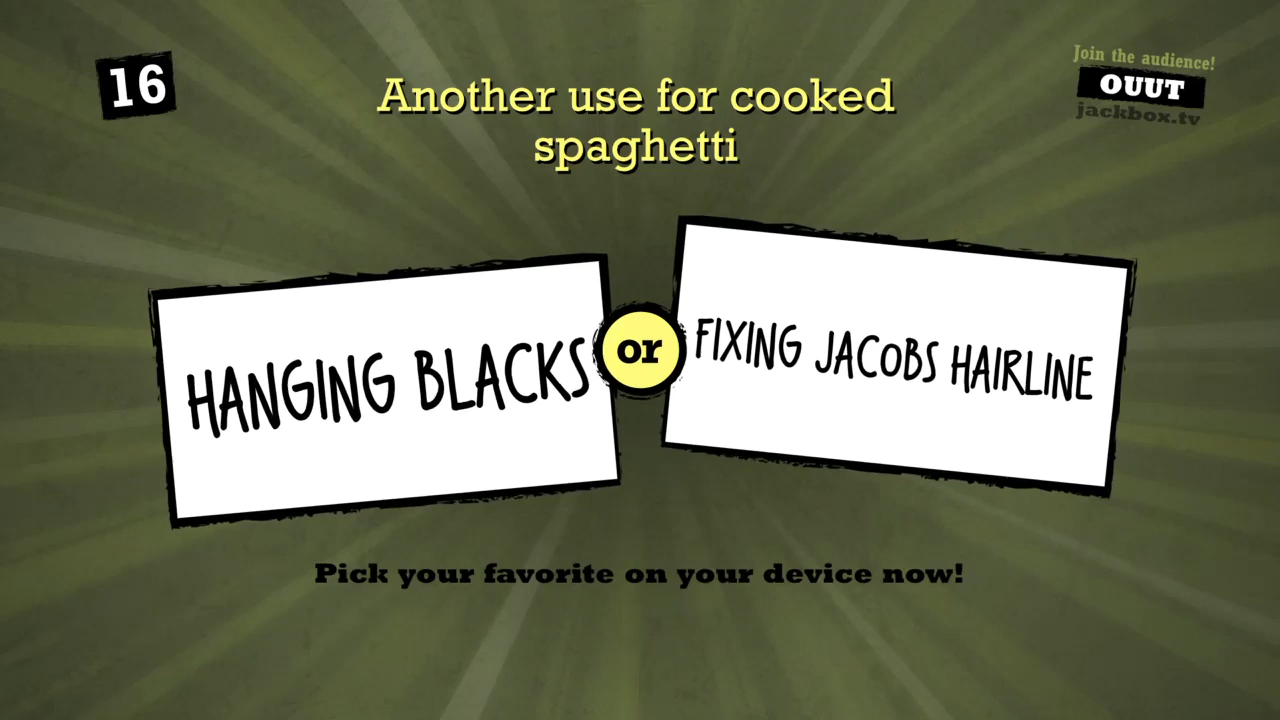 16
Another use for cooked
spaghetti
Join the audience!
OUUT
jackbox.tv
HANGING BLACKS
or
FIXING JACOBS HAIRLINE
Pick your favorite on your device now!